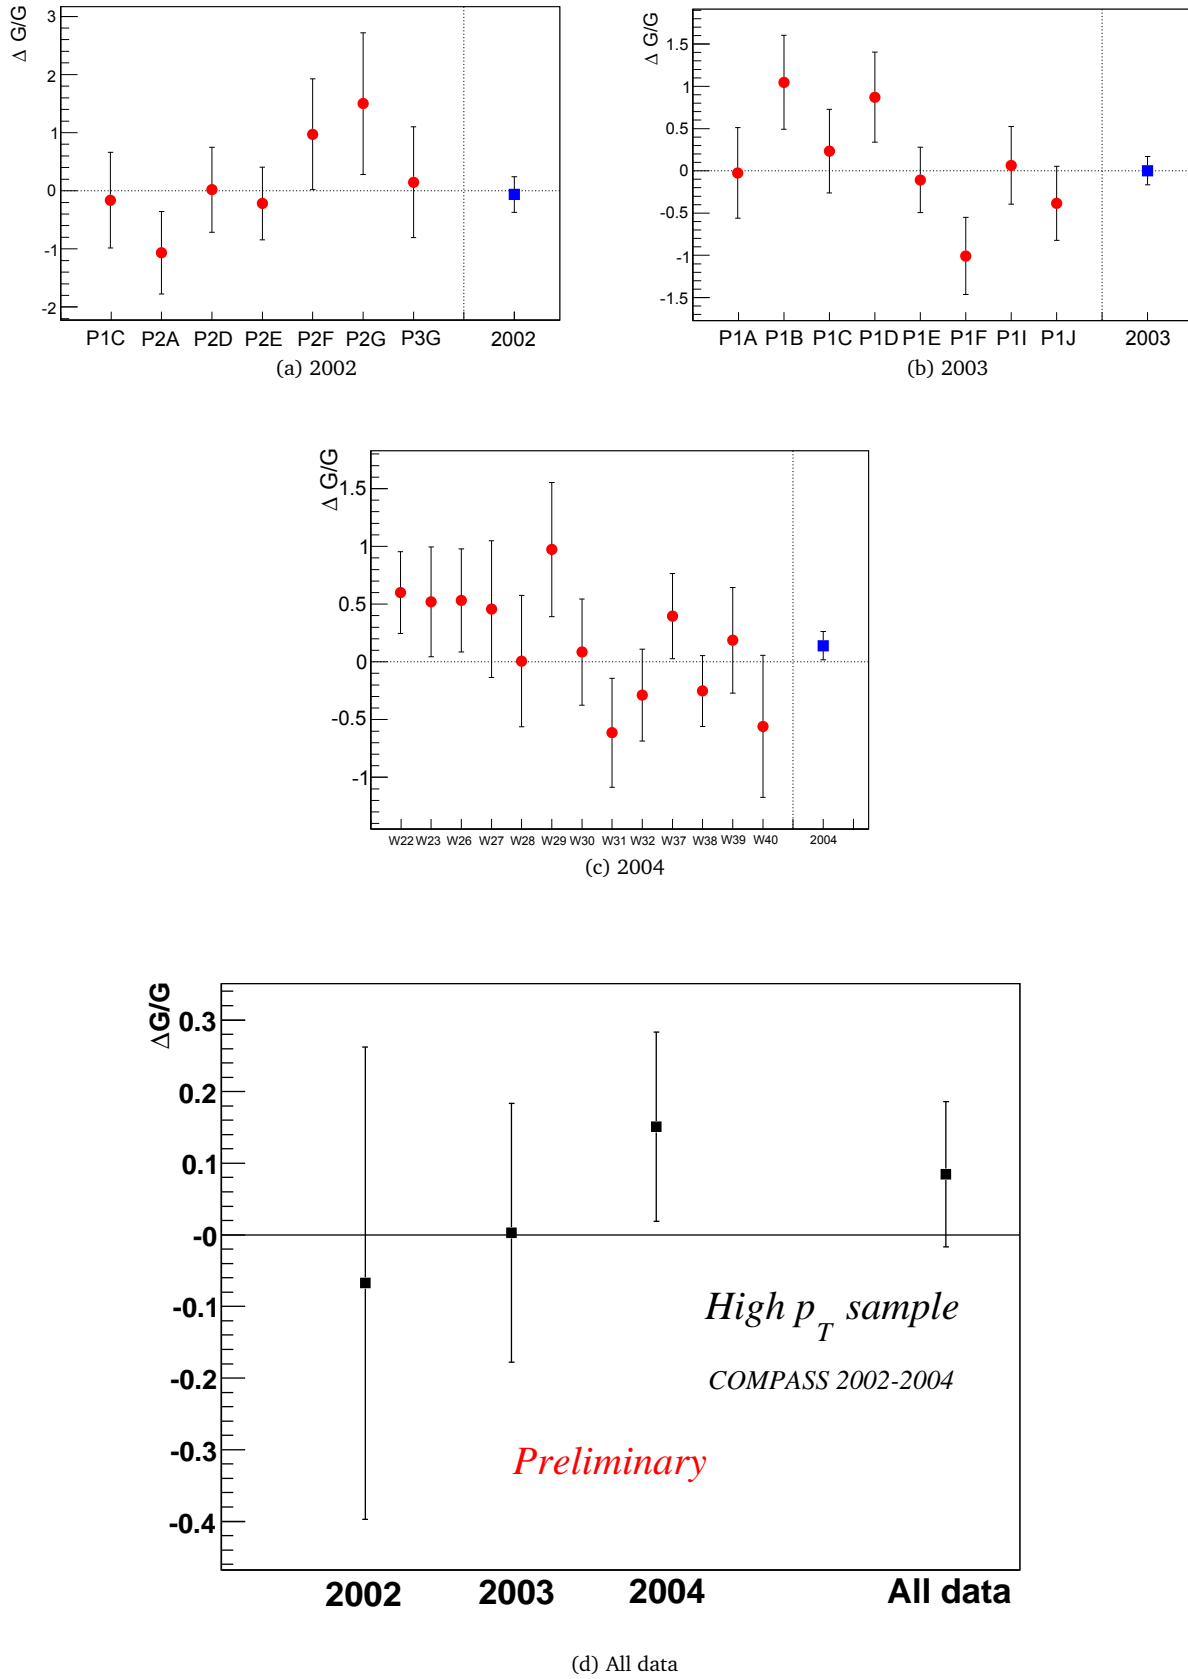 Δ G/G
3
2
1
0
-1
-2
P1C P2A P2D P2E P2F P2G P3G 2002
(a) 2002
Δ G/G
1.5
1
0.5
0
-0.5
-1
-1.5
P1A P1B P1C P1D P1E P1F P1I P1J 2003
(b) 2003
Δ G/G
1.5
1
0.5
0
-0.5
-1
W22 W23 W26 W27 W28 W29 W30 W31 W32 W37 W38 W39 W40 2004
(c) 2004
ΔG/G
0.3
0.2
0.1
-0
-0.1
-0.2
-0.3
-0.4
High p_T sample
COMPASS 2002-2004
Preliminary
2002 2003 2004 All data
(d) All data